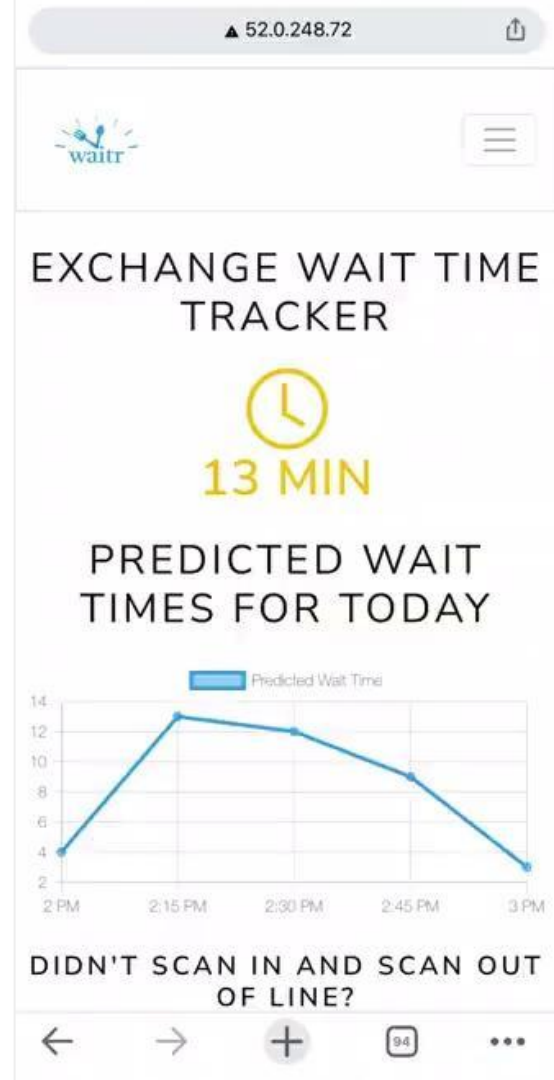 52.0.248.72
waitr
EXCHANGE WAIT TIME
TRACKER
13 MIN
PREDICTED WAIT
TIMES FOR TODAY
Predicted Wait Time
14
12
10
8
6
4
2
2 PM 2:15 PM 2:30 PM 2:45 PM 3 PM
DIDN'T SCAN IN AND SCAN OUT
OF LINE?
94